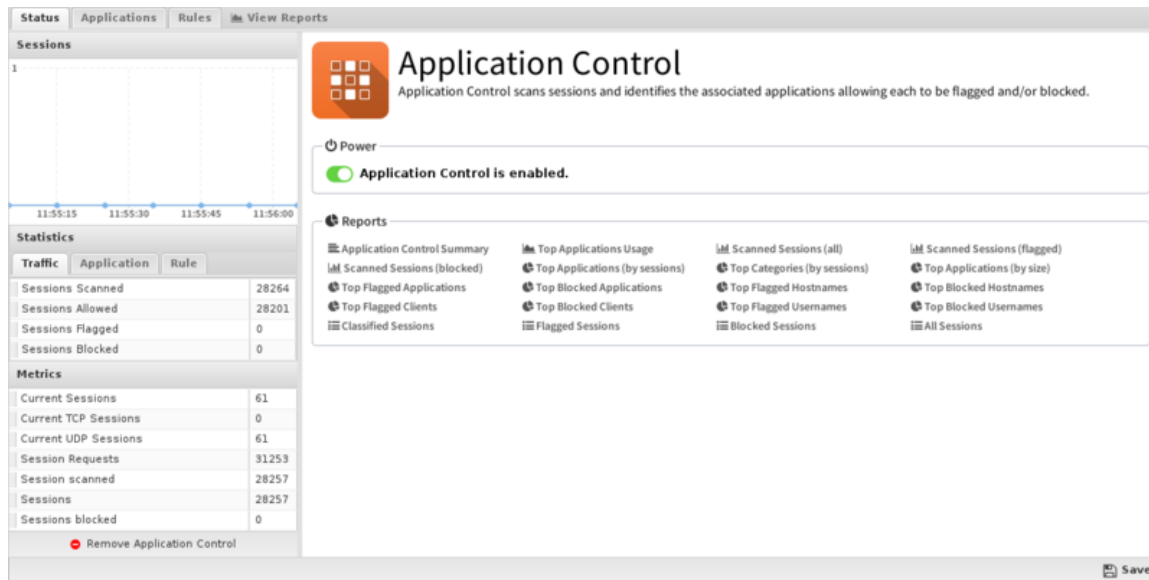 Status Applications Rules View Reports
Sessions
1
11:55:15 11:55:30 11:55:45 11:56:00
Statistics
Traffic Application Rule
Sessions Scanned 28264
Sessions Allowed 28201
Sessions Flagged 0
Sessions Blocked 0
Metrics
Current Sessions 61
Current TCP Sessions 0
Current UDP Sessions 61
Session Requests 31253
Session scanned 28257
Sessions 28257
Sessions blocked 0
Remove Application Control
Application Control
Application Control scans sessions and identifies the associated applications allowing each to be flagged and/or blocked.
Power
Application Control is enabled.
Reports
Application Control Summary Top Applications Usage Scanned Sessions (all) Scanned Sessions (flagged)
Scanned Sessions (blocked) Top Applications (by sessions) Top Categories (by sessions) Top Applications (by size)
Top Flagged Applications Top Blocked Applications Top Flagged Hostnames Top Blocked Hostnames
Top Flagged Clients Top Blocked Clients Top Flagged Usernames Top Blocked Usernames
Classified Sessions Flagged Sessions Blocked Sessions All Sessions
Save